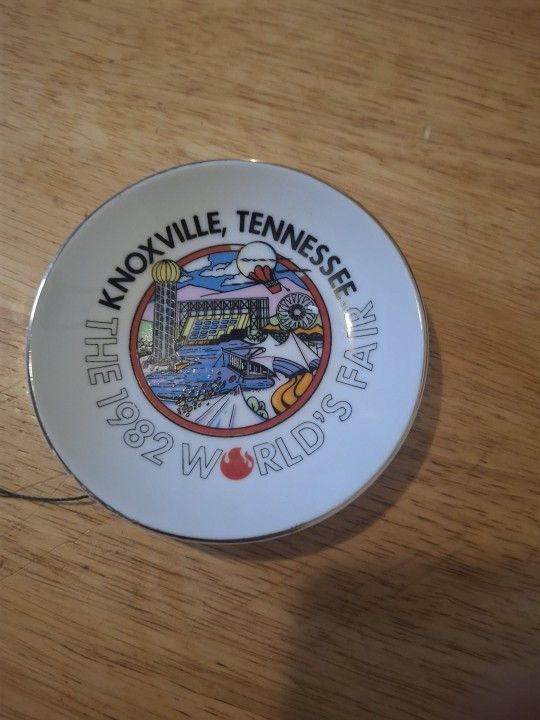 KNOXVILLE, TENNESSEE
THE 1982 WORLD'S FAIR